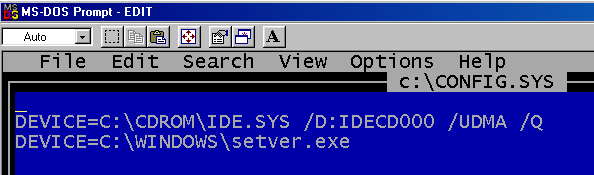 MS-DOS Prompt - EDIT
Auto A
File Edit Search View Options Help
c:\CONFIG.SYS
DEVICE=C:\CDROM\IDE.SYS /D:IDECD000 /UDMA /Q
DEVICE=C:\WINDOWS\setver.exe